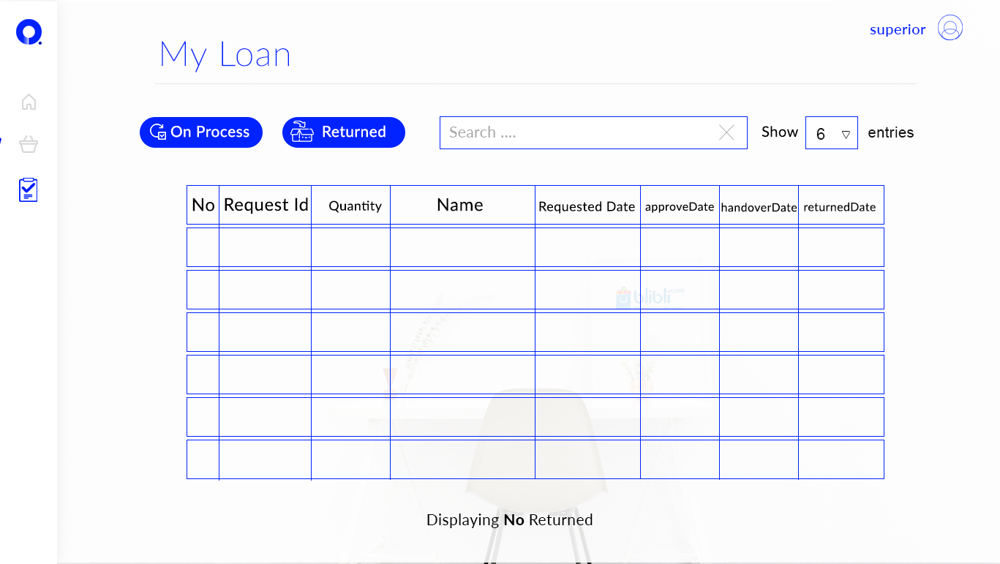 superior
My Loan
On Process
Returned
Search ....
Show 6 entries
No Request Id Quantity Name Requested Date approveDate handoverDate returnedDate
blibli.com
Displaying No Returned